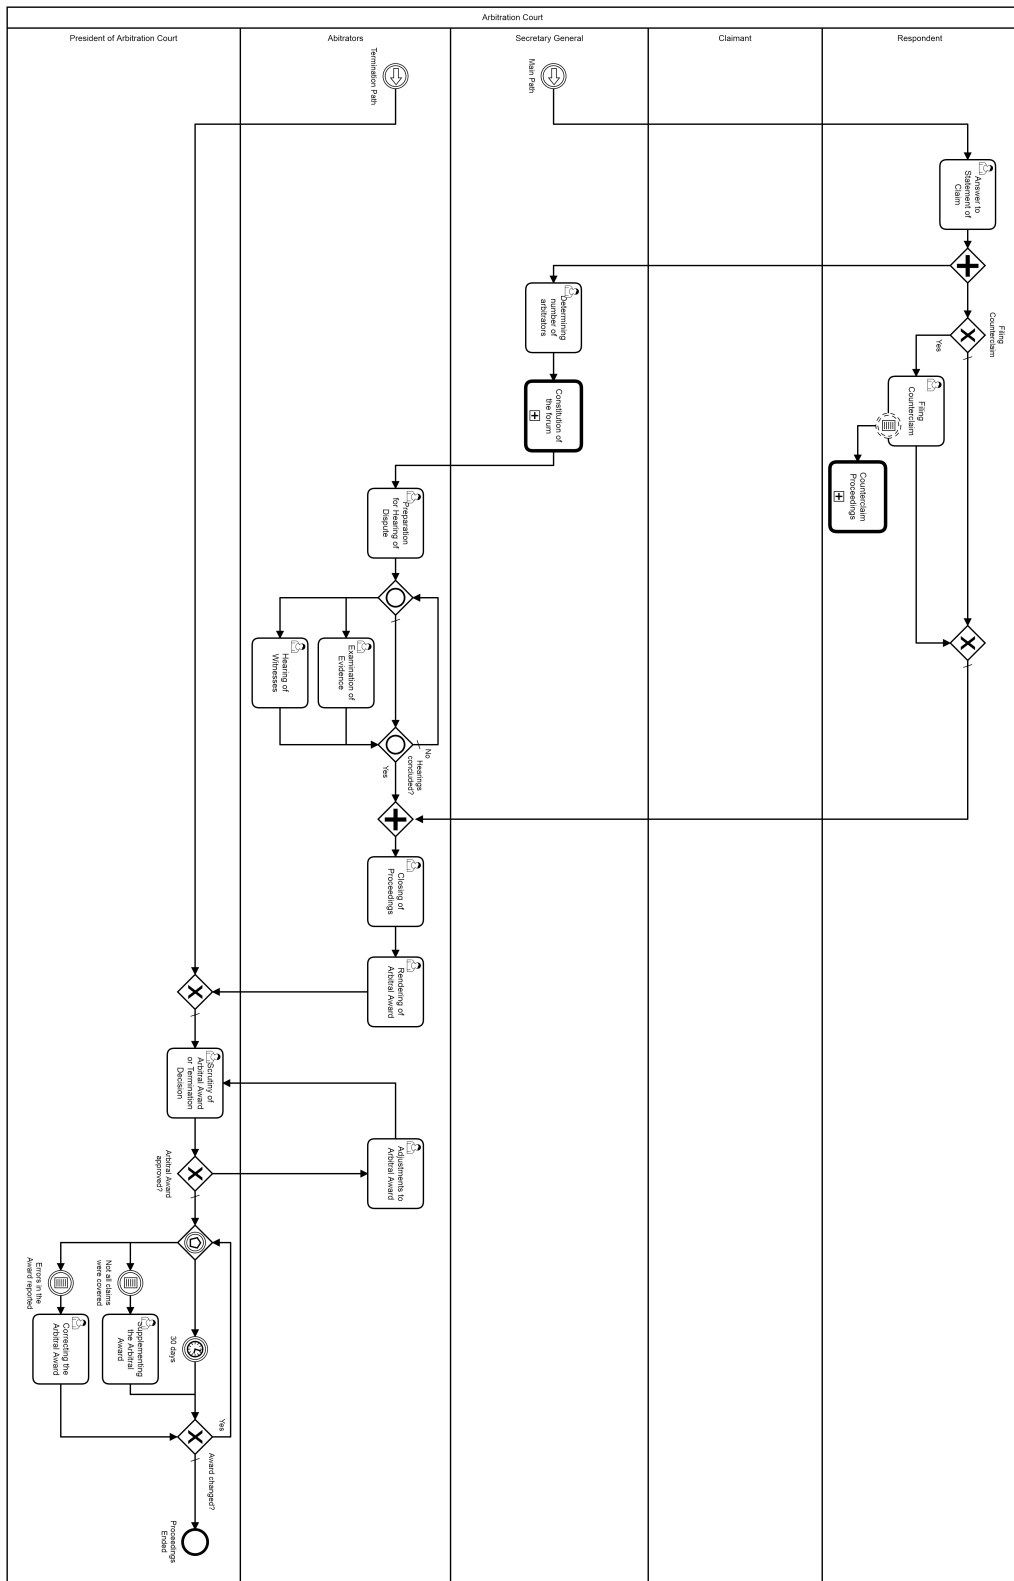 Arbitration Court
President of Arbitration Court
Abitrators
Secretary General
Claimant
Respondent
Termination Path
Main Path
Answer to
Statement of
Claim
Determining
number of
arbitrators
Filing
Counterclaim
Yes
Filing
Counterclaim
Constitution of
the forum
Counterclaim
Proceedings
Preparation
for Hearing of
Dispute
Hearing of
Witnesses
Examination of
Evidence
No
Hearings
concluded?
Yes
Closing of
Proceedings
Rendering of
Arbitral Award
Scrutiny of
Arbitral Award
or Termination
Decision
Adjustments to
Arbitral Award
Arbitral Award
approved?
Errors in the
Award reported
Not all claims
were covered
Correcting the
Arbitral Award
Supplementing
the Arbitral
Award
30 days
Yes
Award changed?
Proceedings
Ended